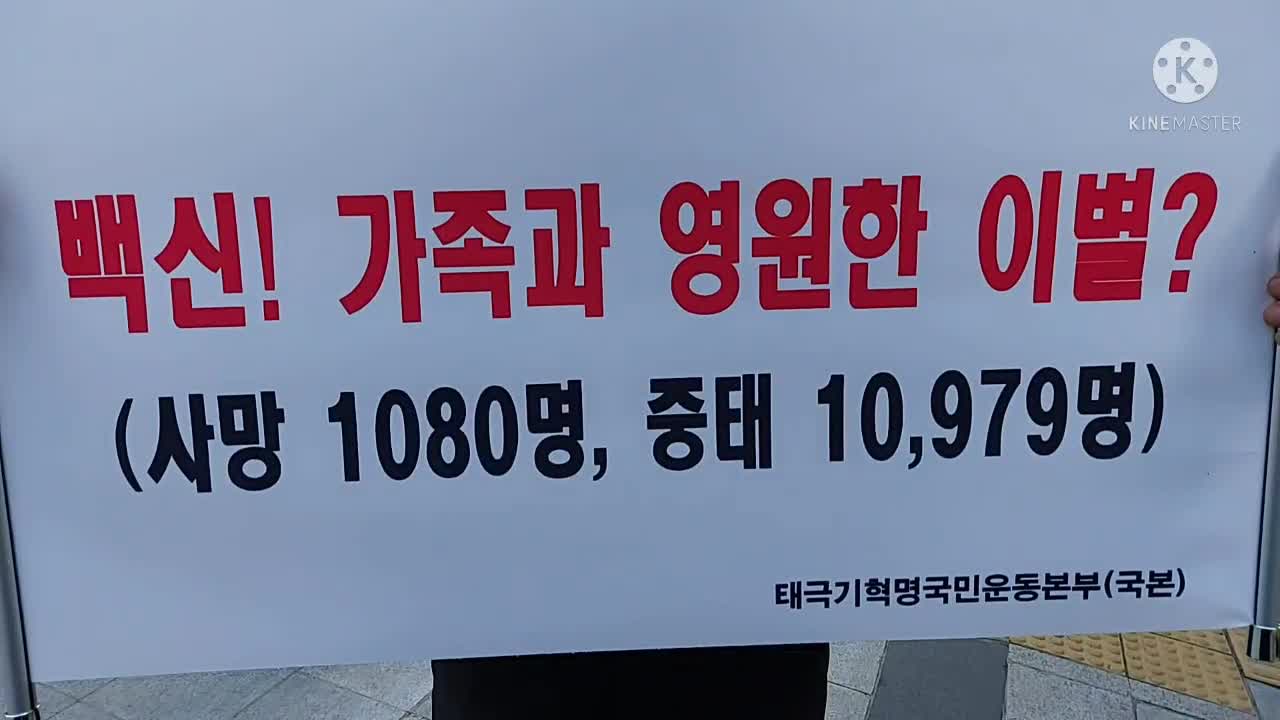 KINEMASTER
백신! 가족과 영원한 이별?
(사망 1080명, 중태 10,979명)
태극기혁명국민운동본부(국본)